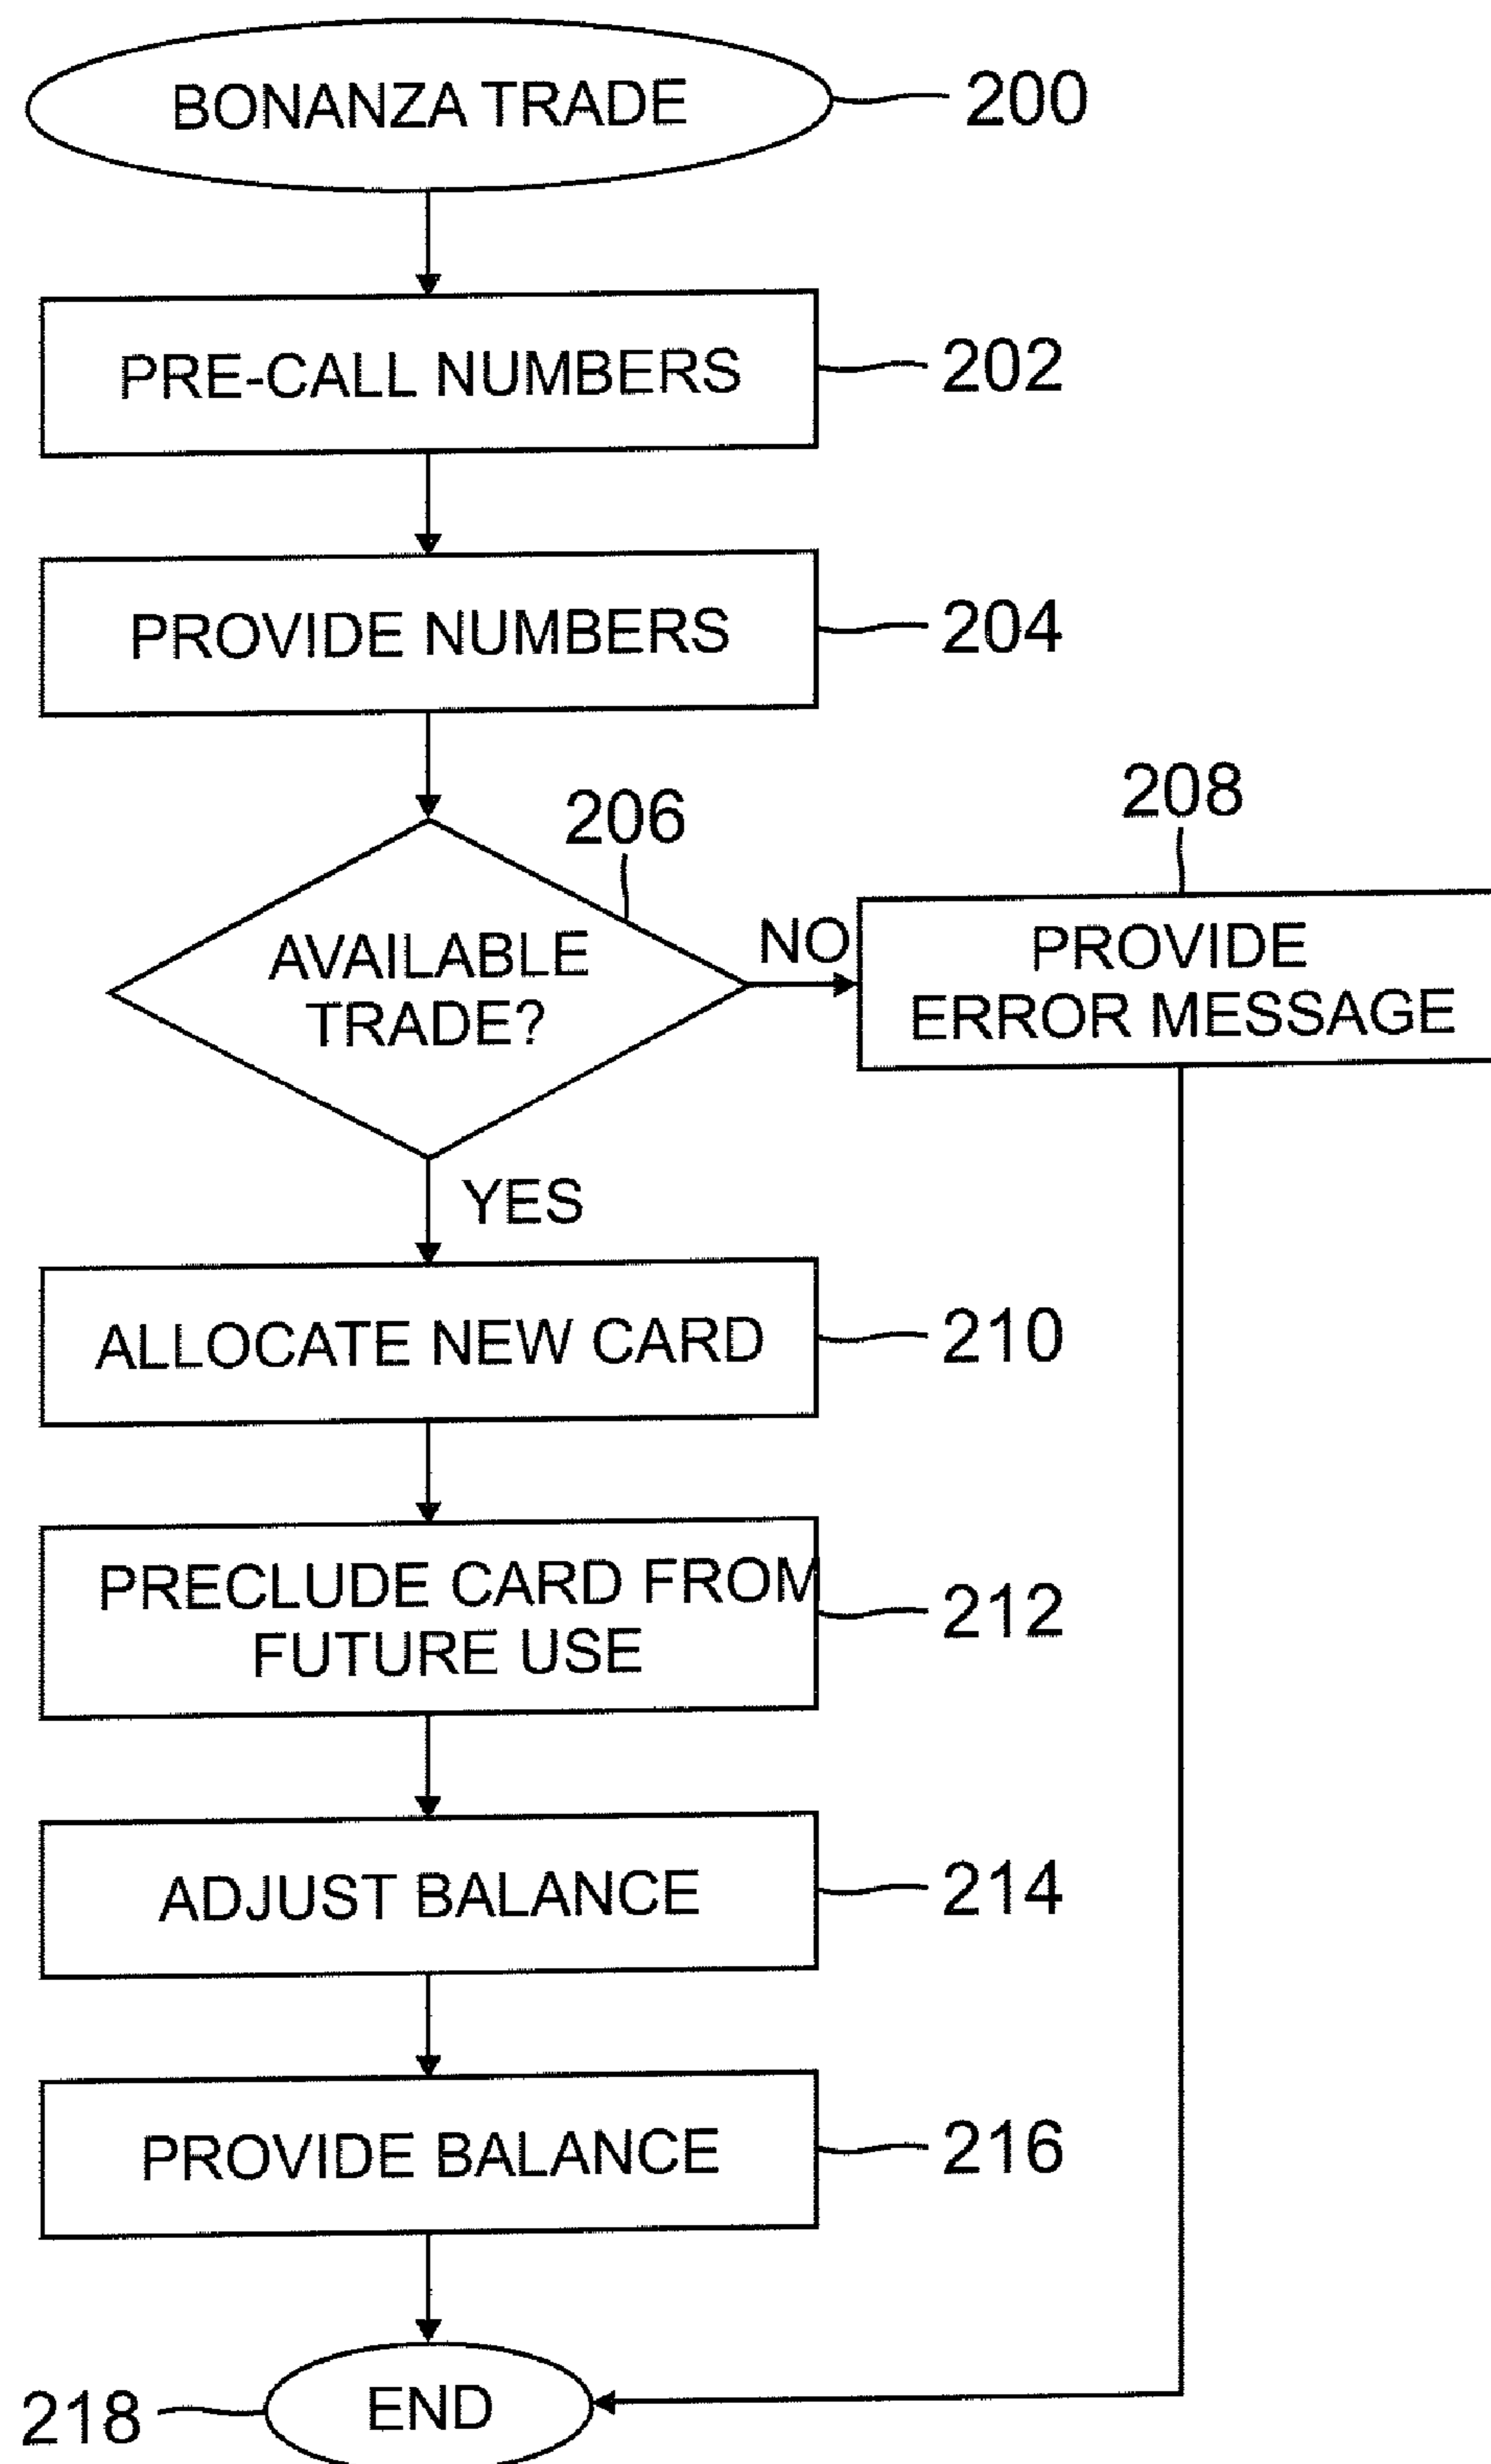 BONANZA TRADE
200
PRE-CALL NUMBERS
202
PROVIDE NUMBERS
204
206
208
AVAILABLE
TRADE?
NO
PROVIDE
ERROR MESSAGE
YES
ALLOCATE NEW CARD
210
PRECLUDE CARD FROM
FUTURE USE
212
ADJUST BALANCE
214
PROVIDE BALANCE
216
218
END